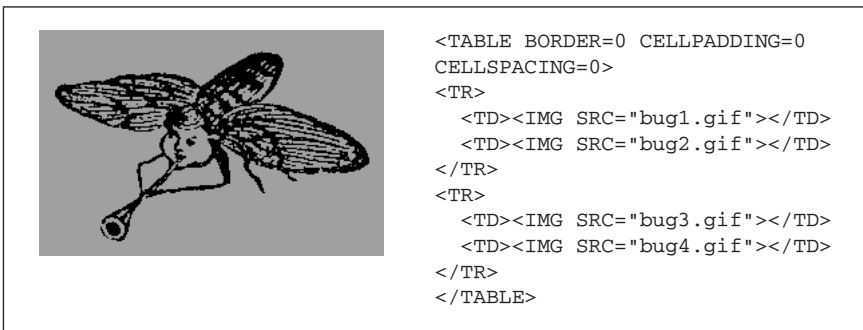 <TABLE BORDER=0 CELLPADDING=0
CELLSPACING=0>
<TR>
  <TD><IMG SRC="bug1.gif"></TD>
  <TD><IMG SRC="bug2.gif"></TD>
</TR>
<TR>
  <TD><IMG SRC="bug3.gif"></TD>
  <TD><IMG SRC="bug4.gif"></TD>
</TR>
</TABLE>